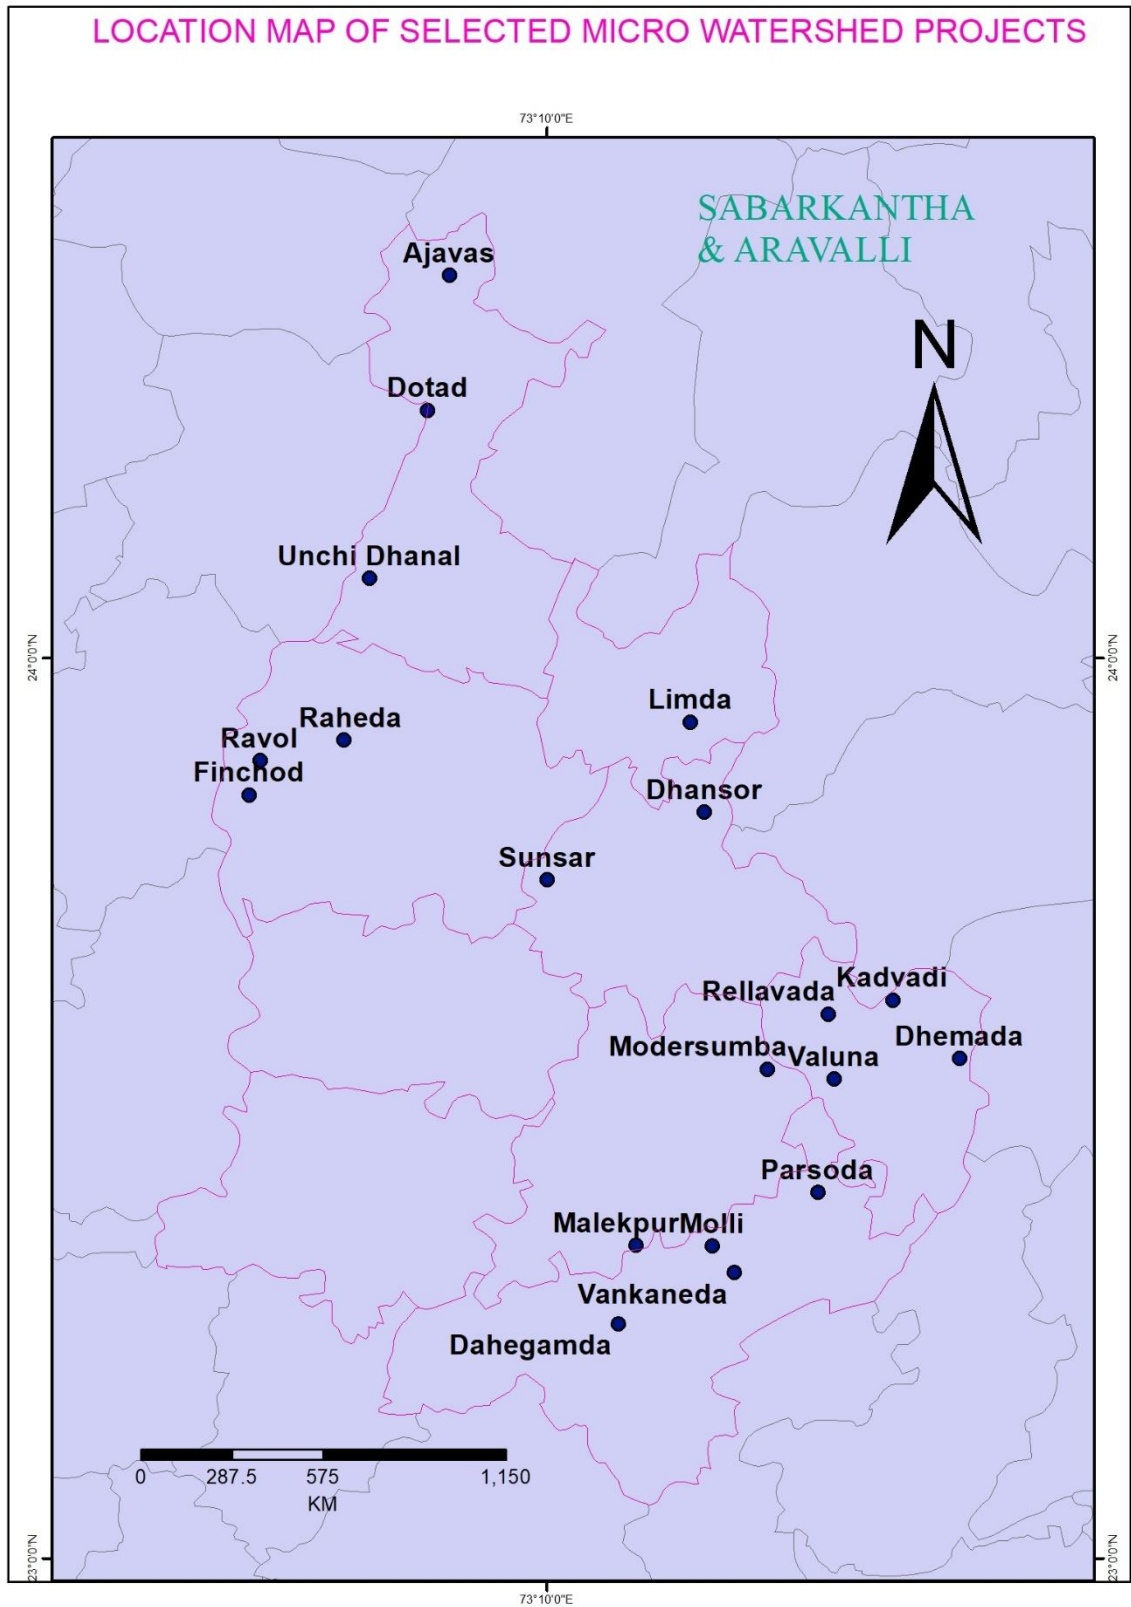 LOCATION MAP OF SELECTED MICRO WATERSHED PROJECTS
73°10'0"E
SABARKANTHA
& ARAVALLI
Ajavas
N
Dotad
Unchi Dhanal
24°0'0"N
24°0'0"N
Limda
Raheda
Ravol
Finchod
Dhansor
Sunsar
Kadvadi
Rellavada
Dhemada
Modersumba
Valuna
Parsoda
Malekpur
Molli
Vankaneda
Dahegamda
0 287.5 575 1,150
KM
23°0'0"N
23°0'0"N
73°10'0"E